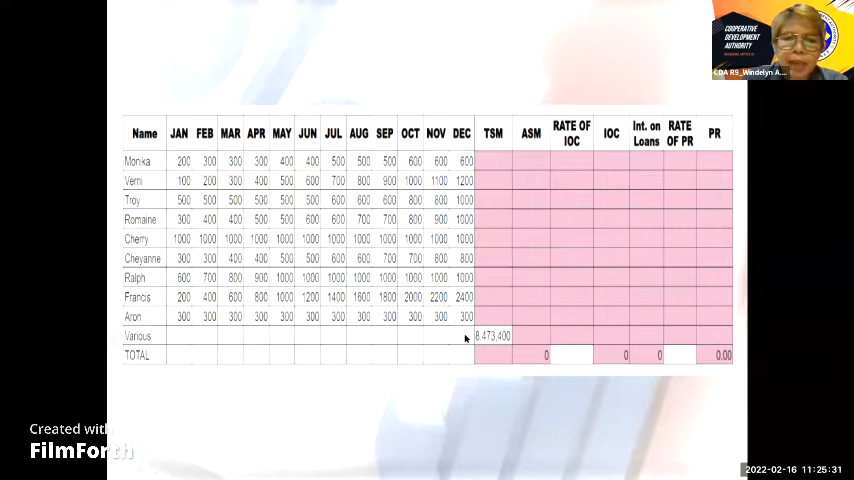 COOPERATIVE
DEVELOPMENT
AUTHORITY
CDA R9_Windelyn A....
Name JAN FEB MAR APR MAY JUN JUL AUG SEP OCT NOV DEC TSM ASM RATE OF IOC IOC Int. on Loans RATE OF PR PR
Monika 200 300 300 300 400 400 500 500 500 600 600 600
Verni 100 200 300 400 500 600 700 800 900 1000 1100 1200
Troy 500 500 500 500 500 500 600 600 600 800 800 1000
Romaine 300 400 400 500 500 600 600 700 700 800 900 1000
Cherry 1000 1000 1000 1000 1000 1000 1000 1000 1000 1000 1000 1000
Cheyanne 300 300 400 400 500 500 600 600 700 700 800 800
Ralph 600 700 800 900 1000 1000 1000 1000 1000 1000 1000 1000
Francis 200 400 600 800 1000 1200 1400 1600 1800 2000 2200 2400
Aron 300 300 300 300 300 300 300 300 300 300 300 300
Various 8,473,400
TOTAL 0 0 0 0.00
Created with
FilmForth
2022-02-16 11:25:31